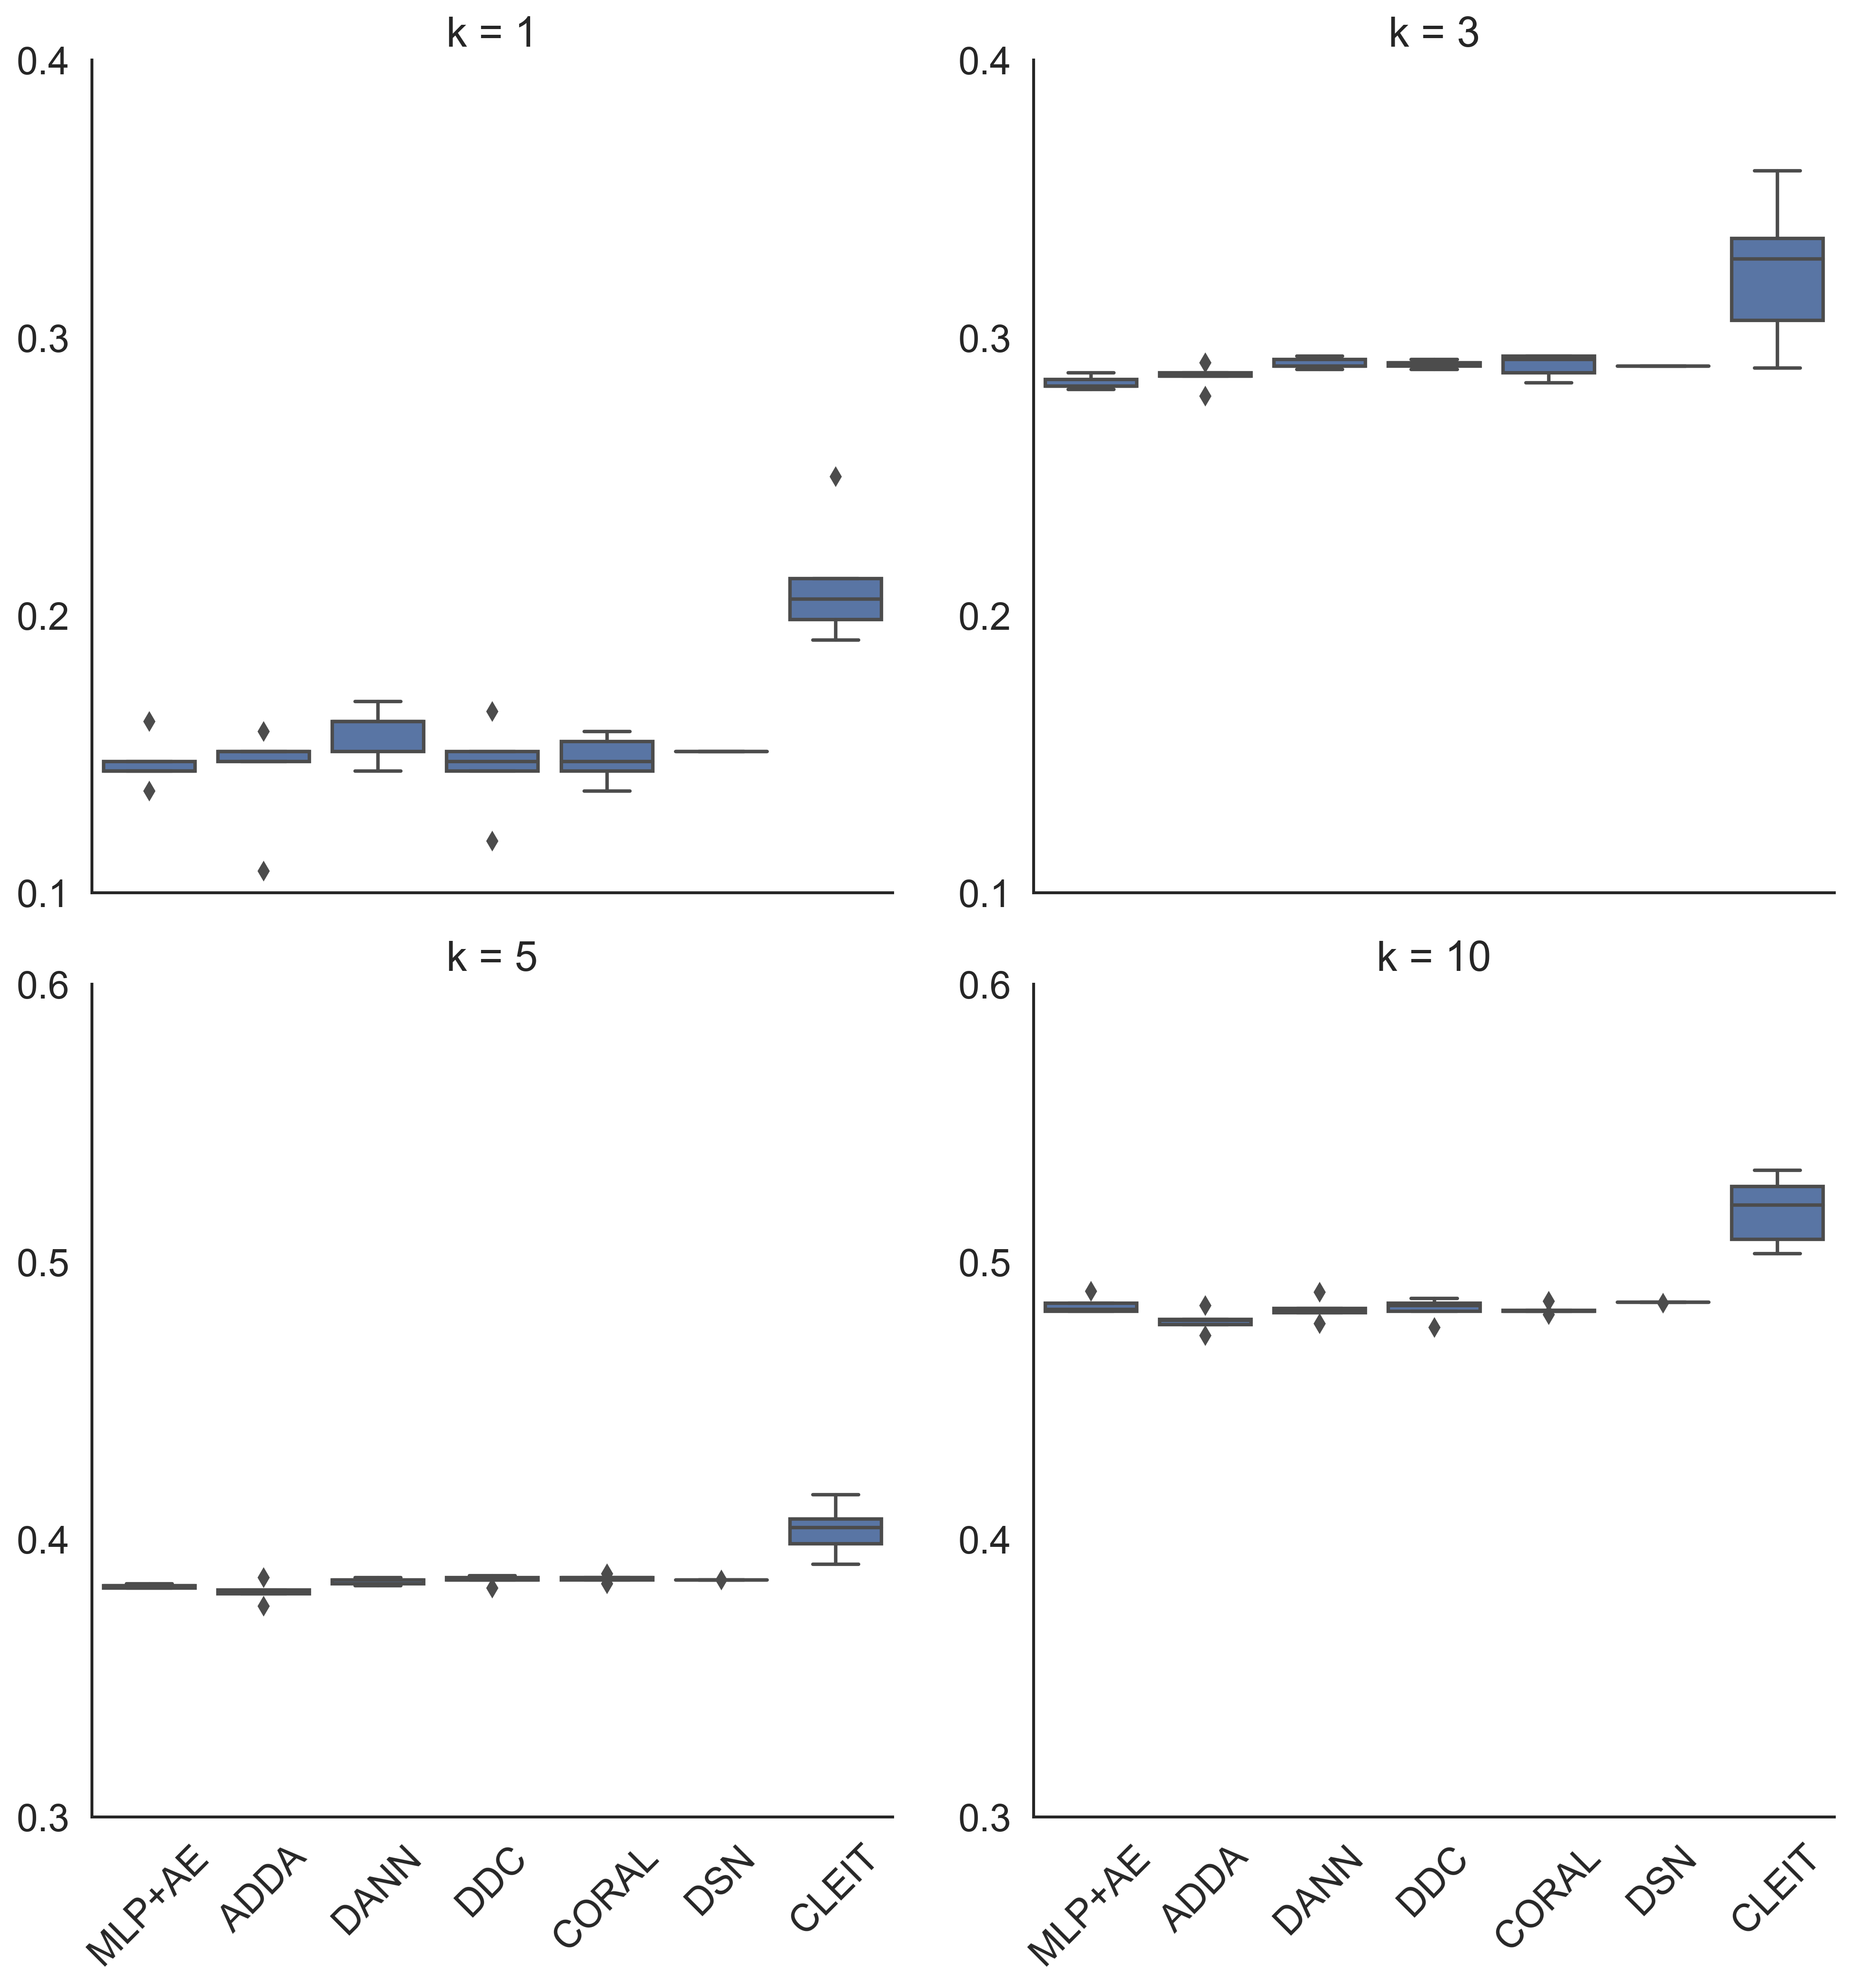 k = 1
0.4
0.3
0.2
0.1
k = 3
0.4
0.3
0.2
0.1
k = 5
0.6
0.5
0.4
0.3
MLP+AE
ADDA
DANN
DDC
CORAL
DSN
CLEIT
k = 10
0.6
0.5
0.4
0.3
MLP+AE
ADDA
DANN
DDC
CORAL
DSN
CLEIT